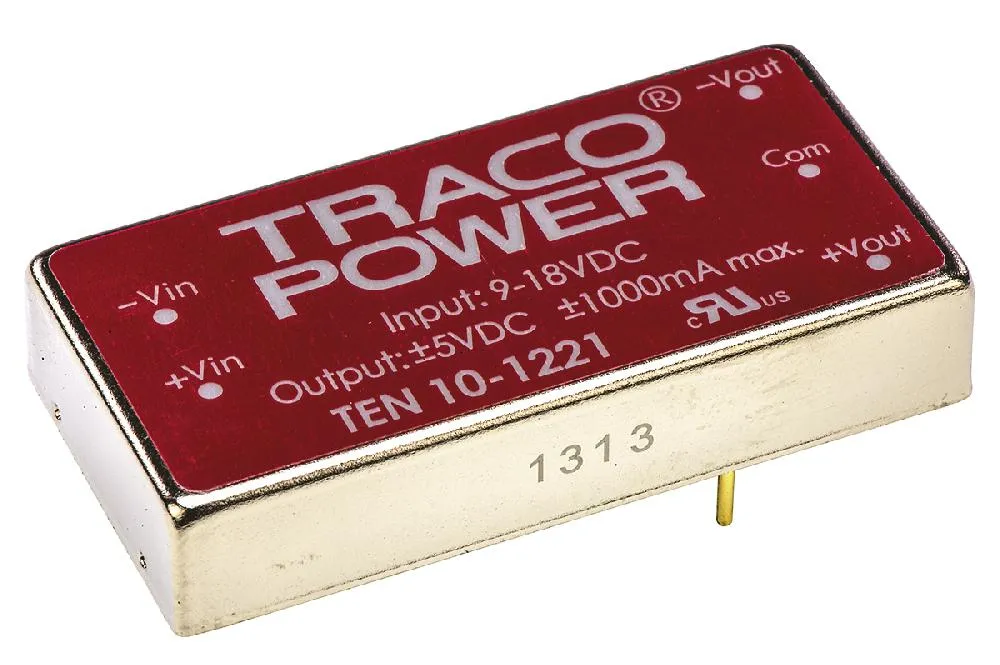 TRACO ®
POWER
Input: 9-18VDC
Output: ±5VDC ±1000mA max.
TEN 10-1221
-Vin
+Vin
-Vout
Com
+Vout
c UR us
1313